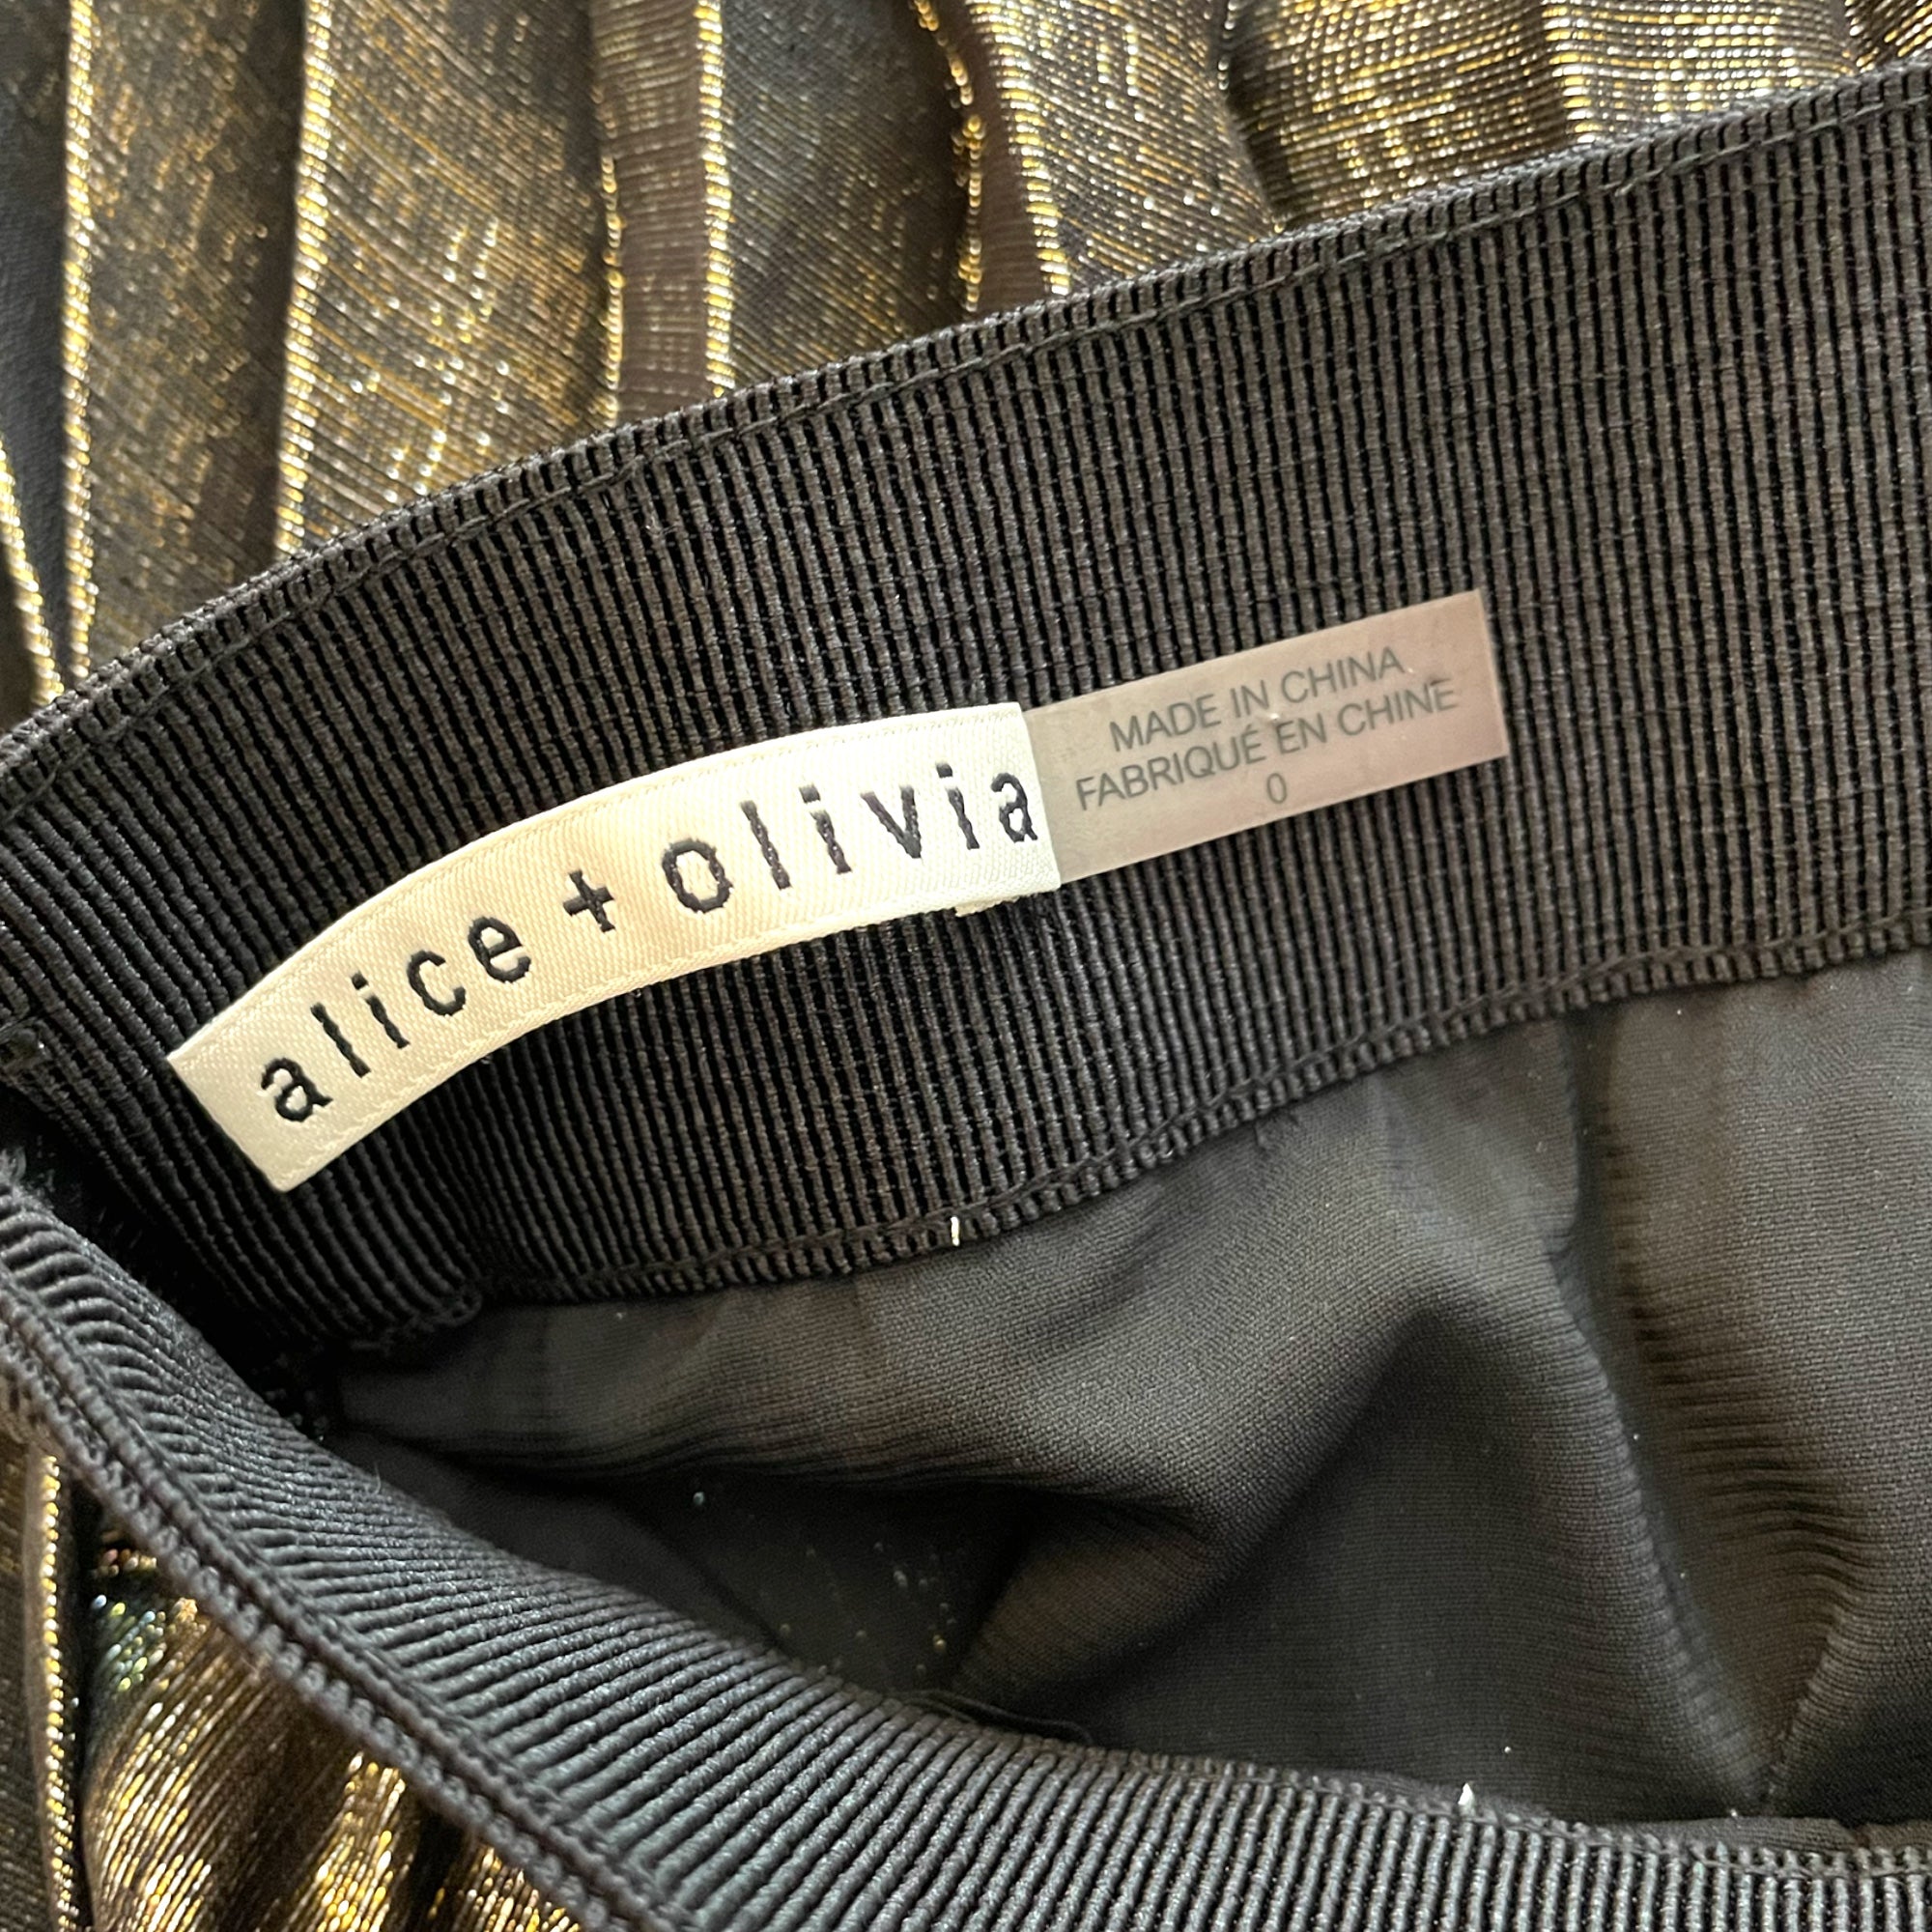 alice + olivia
MADE IN CHINA
FABRIQUÉ EN CHINE
0